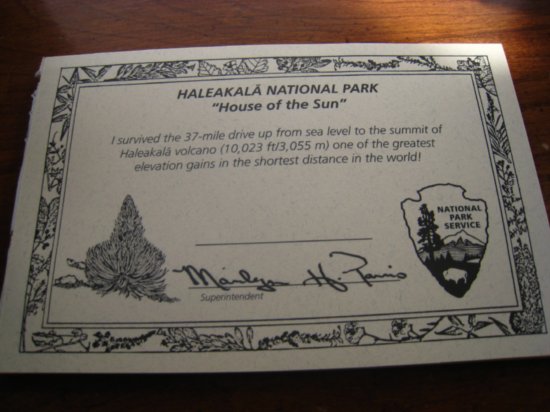 HALEAKALĀ NATIONAL PARK
"House of the Sun"
I survived the 37-mile drive up from sea level to the summit of
Haleakalā volcano (10,023 ft/3,055 m) one of the greatest
elevation gains in the shortest distance in the world!
NATIONAL
PARK
SERVICE
Marilyn H. Parris
Superintendent